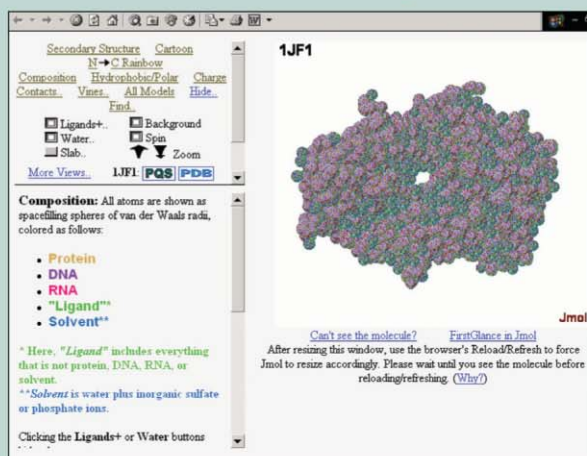 Secondary Structure Cartoon
N→C Rainbow
Composition Hydrophobic/Polar Charge
Contacts.. Vines.. All Models Hide..
Find..
Ligands+.. Background
Water.. Spin
Slab.. Zoom
More Views.. 1JF1: PQS PDB
Composition: All atoms are shown as
spacefilling spheres of van der Waals radii,
colored as follows:
• Protein
• DNA
• RNA
• "Ligand"*
• Solvent**
* Here, "Ligand" includes everything
that is not protein, DNA, RNA, or
solvent.
**Solvent is water plus inorganic sulfate
or phosphate ions.
Clicking the Ligands+ or Water buttons
1JF1
Jmol
Can't see the molecule? FirstGlance in Jmol
After resizing this window, use the browser's Reload/Refresh to force
Jmol to resize accordingly. Please wait until you see the molecule before
reloading/refreshing. (Why?)